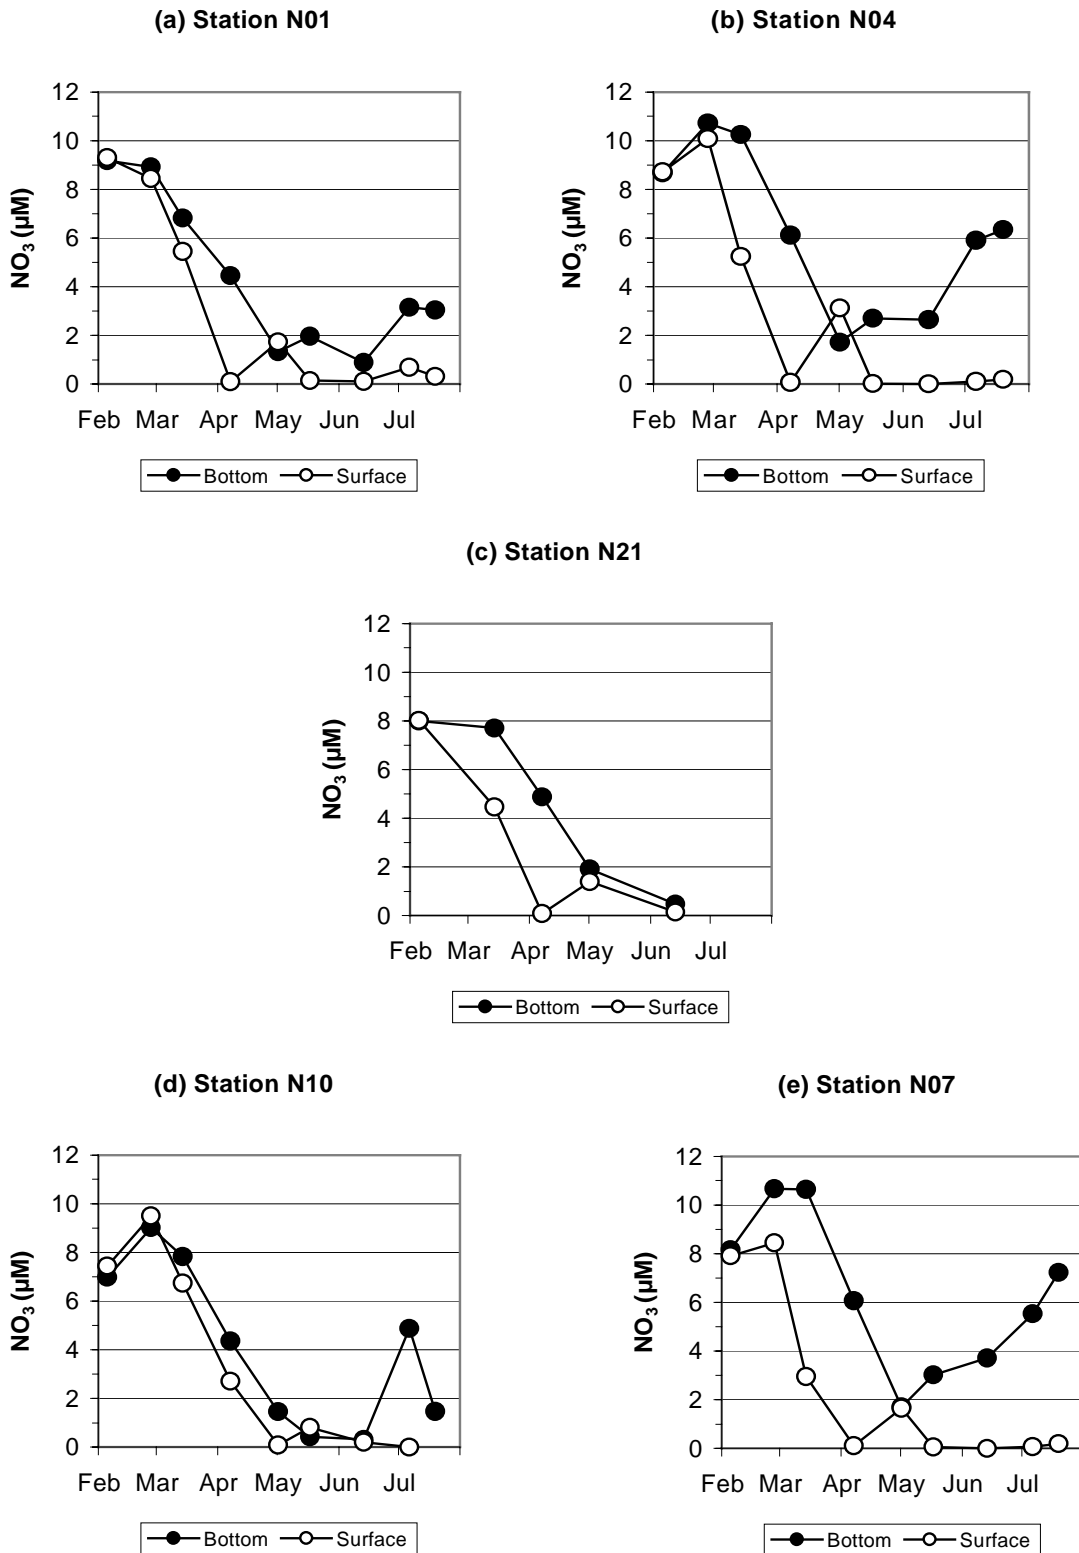 (a) Station N01
12
10
8
6
4
2
0
NO3 (µM)
Feb Mar Apr May Jun Jul
Bottom Surface
(b) Station N04
12
10
8
6
4
2
0
NO3 (µM)
Feb Mar Apr May Jun Jul
Bottom Surface
(c) Station N21
12
10
8
6
4
2
0
NO3 (µM)
Feb Mar Apr May Jun Jul
Bottom Surface
(d) Station N10
12
10
8
6
4
2
0
NO3 (µM)
Feb Mar Apr May Jun Jul
Bottom Surface
(e) Station N07
12
10
8
6
4
2
0
NO3 (µM)
Feb Mar Apr May Jun Jul
Bottom Surface